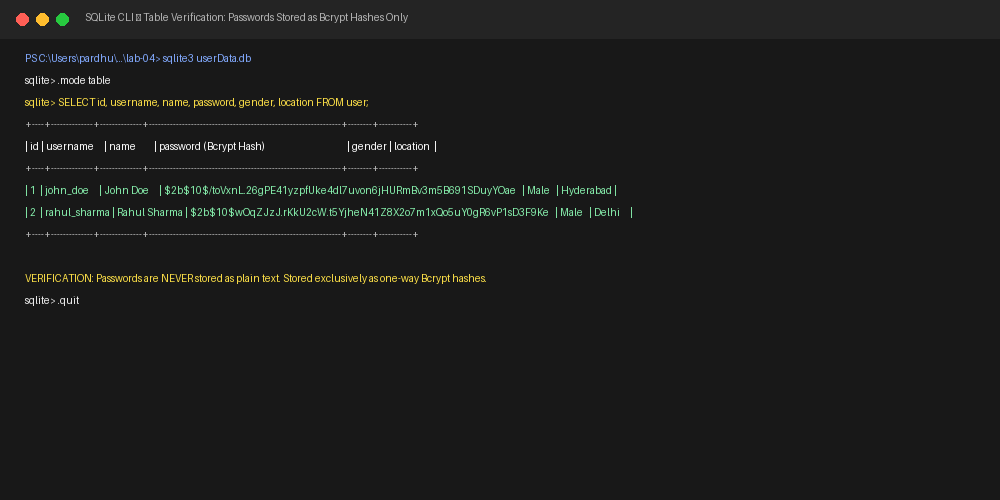 SQLite CLI ▯ Table Verification: Passwords Stored as Bcrypt Hashes Only
PS C:\Users\pardhu\...\lab-04> sqlite3 userData.db
sqlite> .mode table
sqlite> SELECT id, username, name, password, gender, location FROM user;
+----+--------------+--------------+--------------------------------------------------------------+--------+----------+
| id | username | name | password (Bcrypt Hash) | gender | location |
+----+--------------+--------------+--------------------------------------------------------------+--------+----------+
| 1 | john_doe | John Doe | $2b$10$/toVxnL.26gPE41yzpfUke4dl7uvon6jHURmBv3m5B691SDuyYOae | Male | Hyderabad |
| 2 | rahul_sharma | Rahul Sharma | $2b$10$wOqZJzJ.rKkU2cW.t5YjheN41Z8X2o7m1xQo5uY0gR6vP1sD3F9Ke | Male | Delhi |
+----+--------------+--------------+--------------------------------------------------------------+--------+----------+
VERIFICATION: Passwords are NEVER stored as plain text. Stored exclusively as one-way Bcrypt hashes.
sqlite> .quit